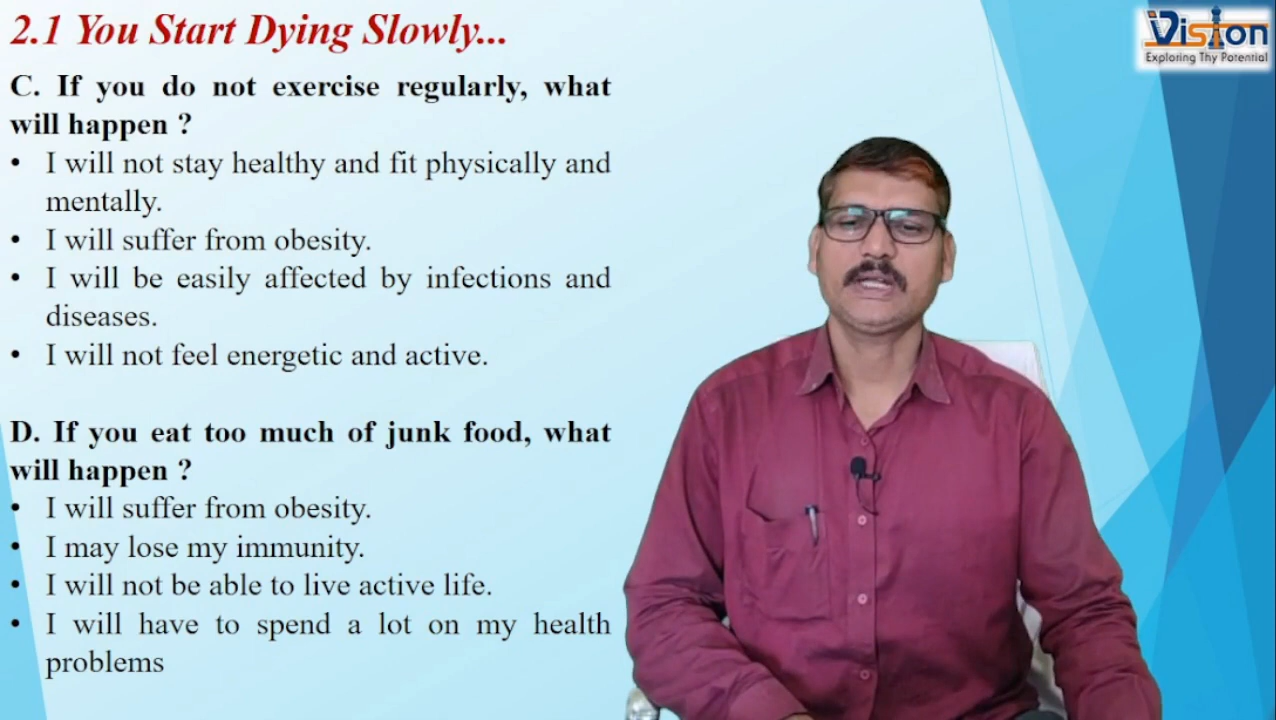 2.1 You Start Dying Slowly...
C. If you do not exercise regularly, what
will happen ?
• I will not stay healthy and fit physically and
mentally.
• I will suffer from obesity.
• I will be easily affected by infections and
diseases.
• I will not feel energetic and active.
D. If you eat too much of junk food, what
will happen ?
• I will suffer from obesity.
• I may lose my immunity.
• I will not be able to live active life.
• I will have to spend a lot on my health
problems
Vision
Exploring Thy Potential